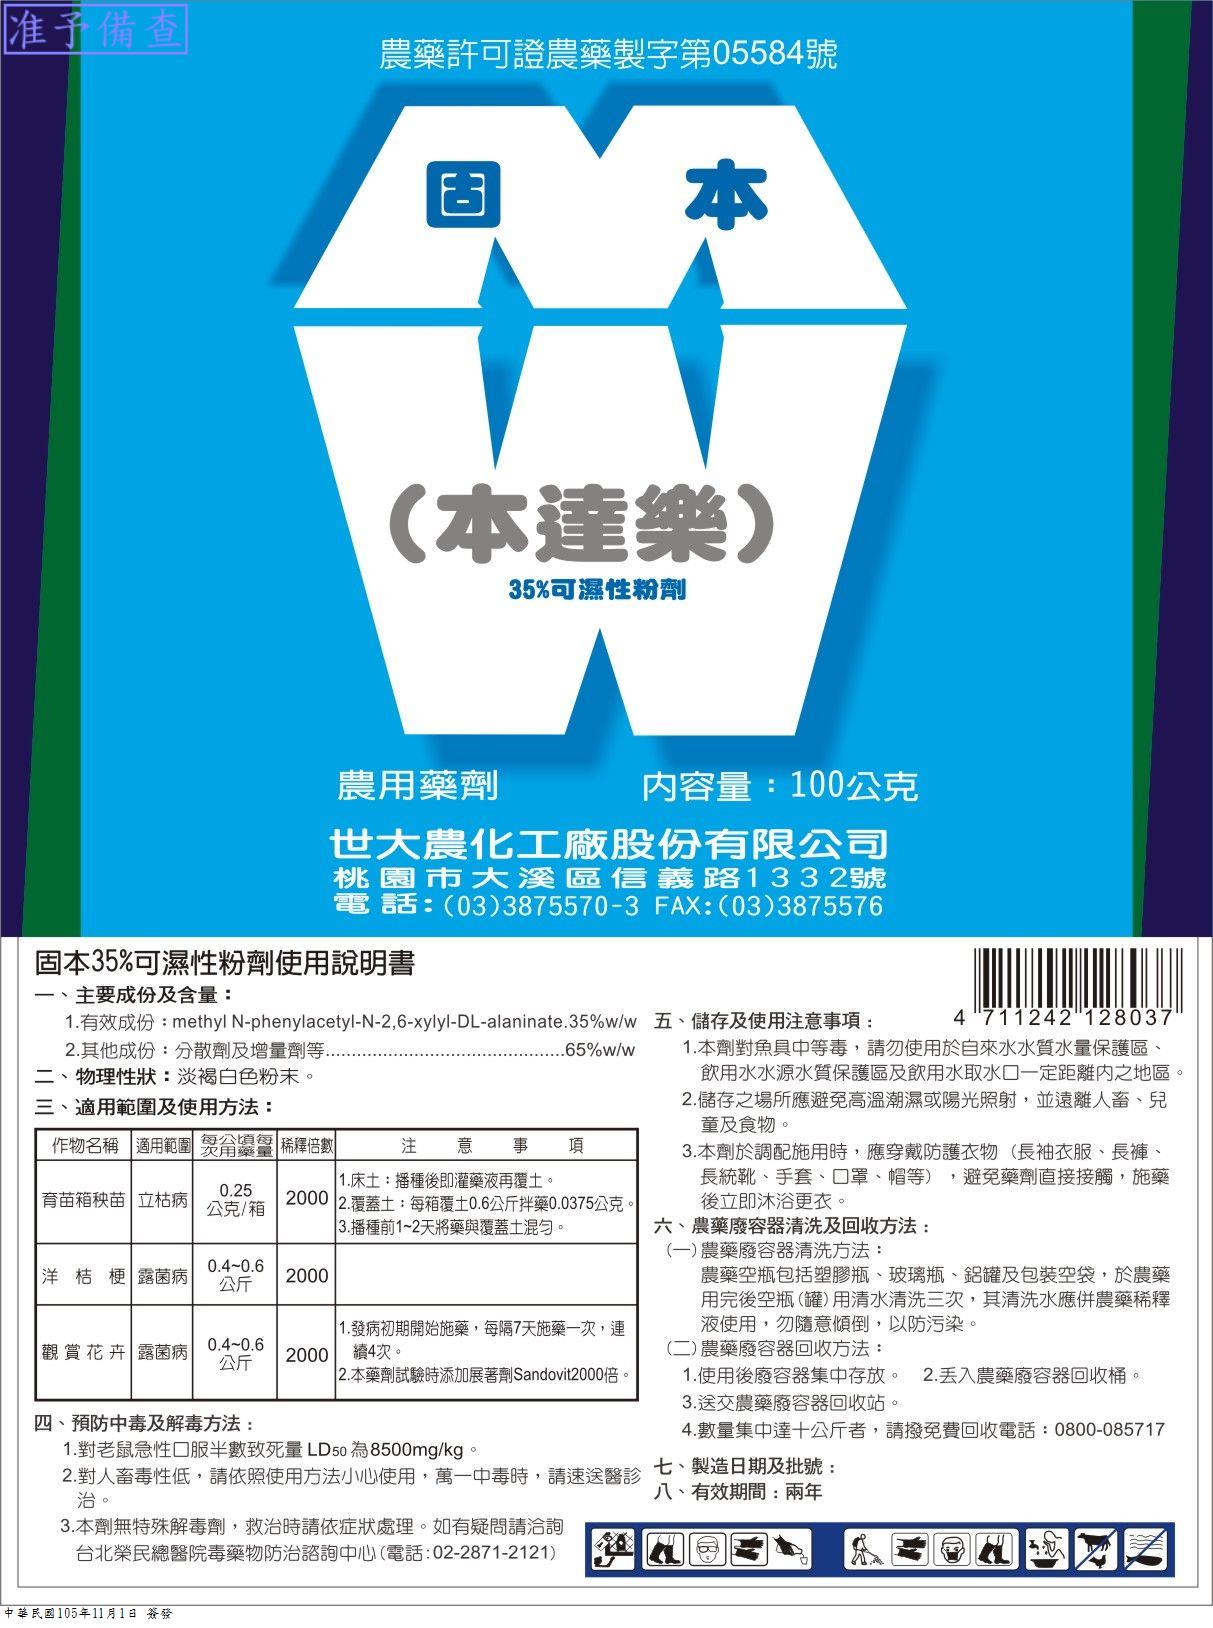 准予備查
農藥許可證農藥製字第05584號
固 本
(本達樂)
35%可濕性粉劑
農用藥劑 內容量：100公克
世大農化工廠股份有限公司
桃園市大溪區信義路1332號
電話:(03)3875570-3 FAX:(03)3875576
固本35%可濕性粉劑使用說明書
一、主要成份及含量：
1.有效成份：methyl N-phenylacetyl-N-2,6-xylyl-DL-alaninate.35%w/w
2.其他成份：分散劑及增量劑等..............................................65%w/w
二、物理性狀：淡褐白色粉末。
三、適用範圍及使用方法：
作物名稱 適用範圍 每公頃每次用藥量 稀釋倍數 注意事項
育苗箱秧苗 立枯病 0.25公克/箱 2000
1.床土：播種後即灌藥液再覆土。
2.覆蓋土：每箱覆土0.6公斤拌藥0.0375公克。
3.播種前1~2天將藥與覆蓋土混勻。
洋桔梗 露菌病 0.4~0.6公斤 2000
觀賞花卉 露菌病 0.4~0.6公斤 2000
1.發病初期開始施藥，每隔7天施藥一次，連
續4次。
2.本藥劑試驗時添加展著劑Sandovit2000倍。
四、預防中毒及解毒方法：
1.對老鼠急性口服半數致死量LD50為8500mg/kg。
2.對人畜毒性低，請依照使用方法小心使用，萬一中毒時，請速送醫診
治。
3.本劑無特殊解毒劑，救治時請依症狀處理。如有疑問請洽詢
台北榮民總醫院毒藥物防治諮詢中心(電話:02-2871-2121)
4 711242 128037
五、儲存及使用注意事項：
1.本劑對魚具中等毒，請勿使用於自來水水質水量保護區、
飲用水水源水質保護區及飲用水取水口一定距離內之地區。
2.儲存之場所應避免高溫潮濕或陽光照射，並遠離人畜、兒
童及食物。
3.本劑於調配施用時，應穿戴防護衣物（長袖衣服、長褲、
長統靴、手套、口罩、帽等），避免藥劑直接接觸，施藥
後立即沐浴更衣。
六、農藥廢容器清洗及回收方法：
(一)農藥廢容器清洗方法：
農藥空瓶包括塑膠瓶、玻璃瓶、鋁罐及包裝空袋，於農藥
用完後空瓶(罐)用清水清洗三次，其清洗水應併農藥稀釋
液使用，勿隨意傾倒，以防污染。
(二)農藥廢容器回收方法：
1.使用後廢容器集中存放。 2.丟入農藥廢容器回收桶。
3.送交農藥廢容器回收站。
4.數量集中達十公斤者，請撥免費回收電話：0800-085717
七、製造日期及批號：
八、有效期間：兩年
中華民國105年11月1日 簽發